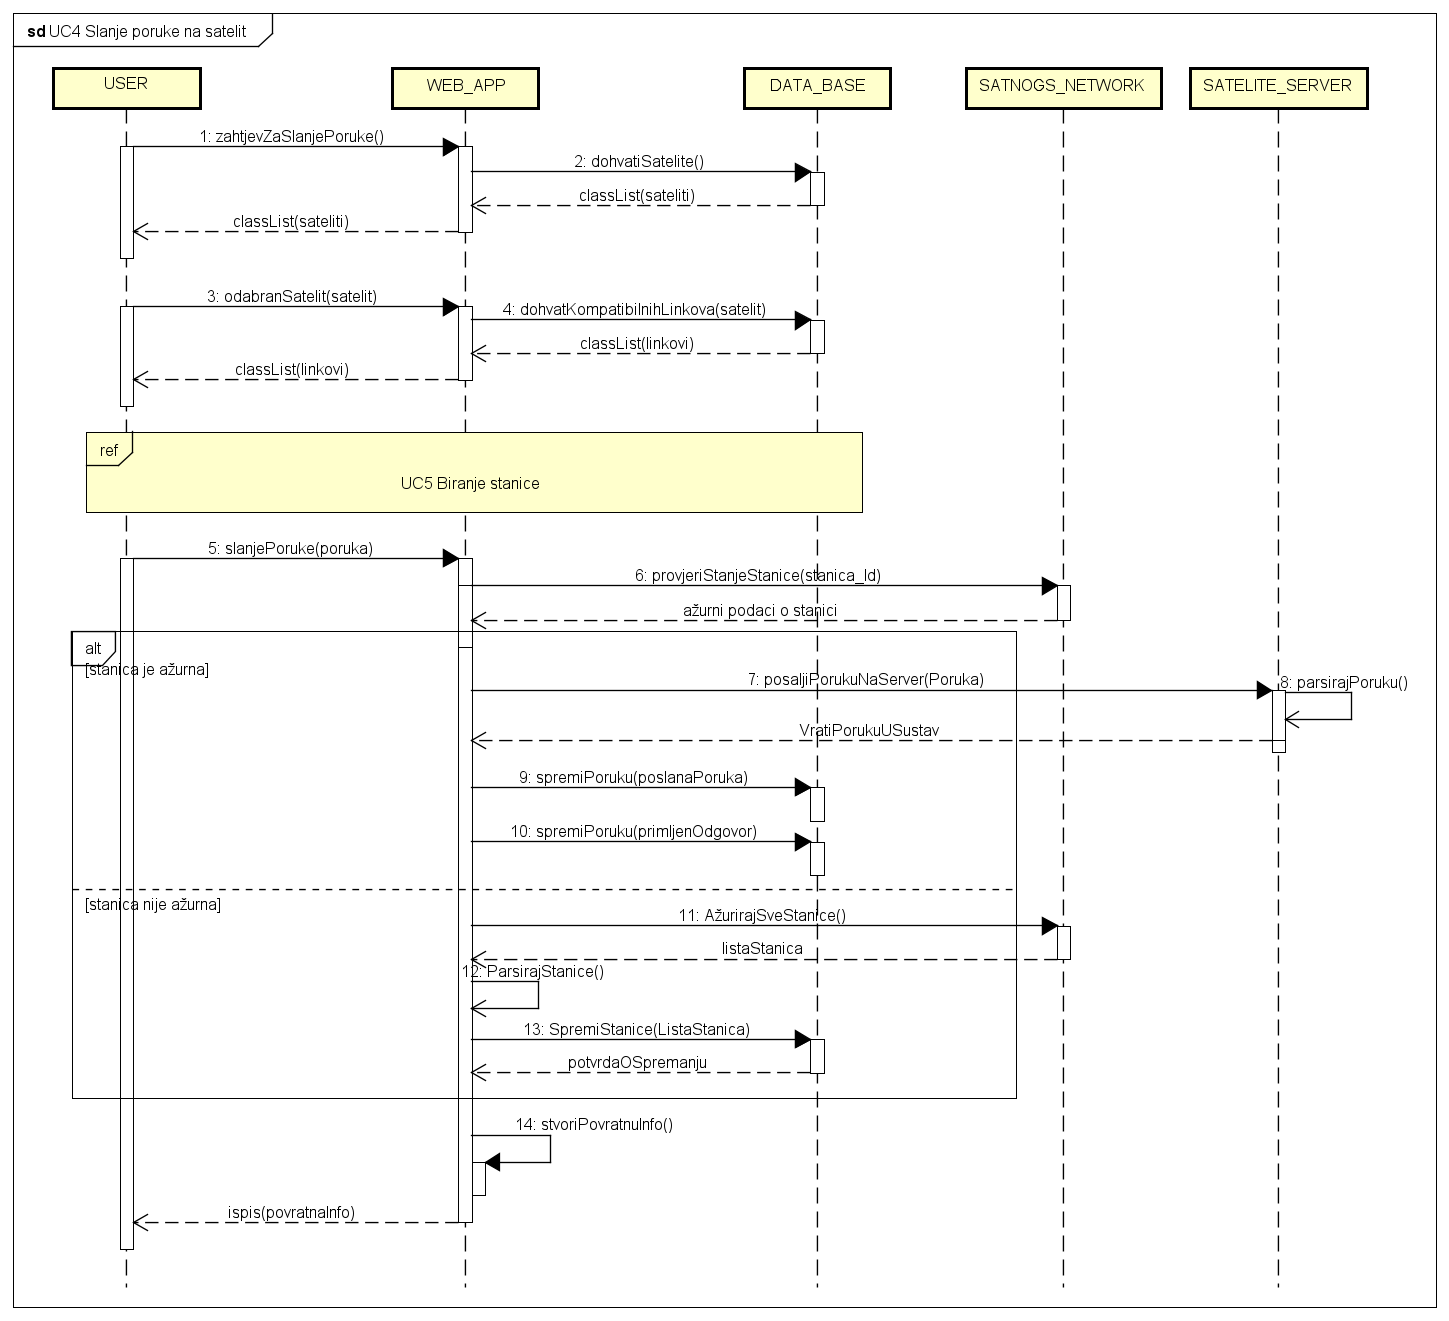 sd UC4 Slanje poruke na satelit
USER
WEB_APP
DATA_BASE
SATNOGS_NETWORK
SATELITE_SERVER
1: zahtjevZaSlanjePoruke()
2: dohvatiSatelite()
classList(sateliti)
classList(sateliti)
3: odabranSatelit(satelit)
4: dohvatKompatibilnihLinkova(satelit)
classList(linkovi)
classList(linkovi)
ref
UC5 Biranje stanice
5: slanjePoruke(poruka)
6: provjeriStanjeStanice(stanica_Id)
ažurni podaci o stanici
alt
[stanica je ažurna]
7: posaljiPorukuNaServer(Poruka)
8: parsirajPoruku()
VratiPorukuUSustav
9: spremiPoruku(poslanaPoruka)
10: spremiPoruku(primljenOdgovor)
[stanica nije ažurna]
11: AžurirajSveStanice()
listaStanica
12: ParsirajStanice()
13: SpremiStanice(ListaStanica)
potvrdaOSpremanju
14: stvoriPovratnuInfo()
ispis(povratnaInfo)